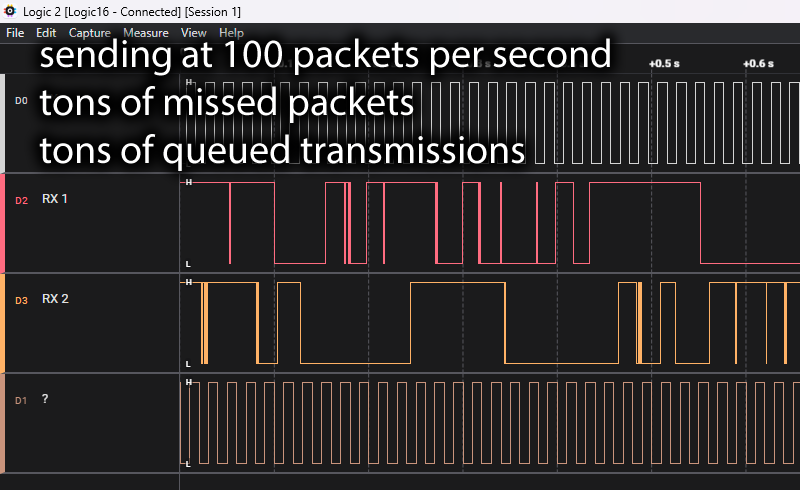 Logic 2 [Logic16 - Connected] [Session 1]
File Edit Capture Measure View Help
sending at 100 packets per second
+0.5 s +0.6 s
D0
H
tons of missed packets
tons of queued transmissions
D2 RX 1
H
L
D3 RX 2
H
L
D1 ?
H
L